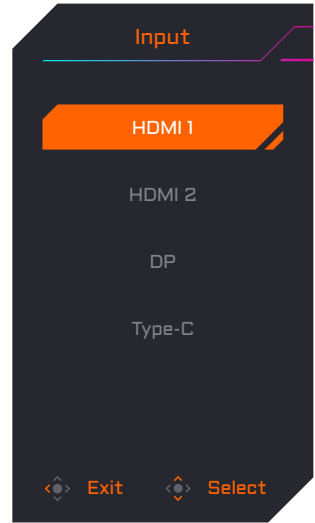 Input
HDMI 1
HDMI 2
DP
Type-C
Exit Select